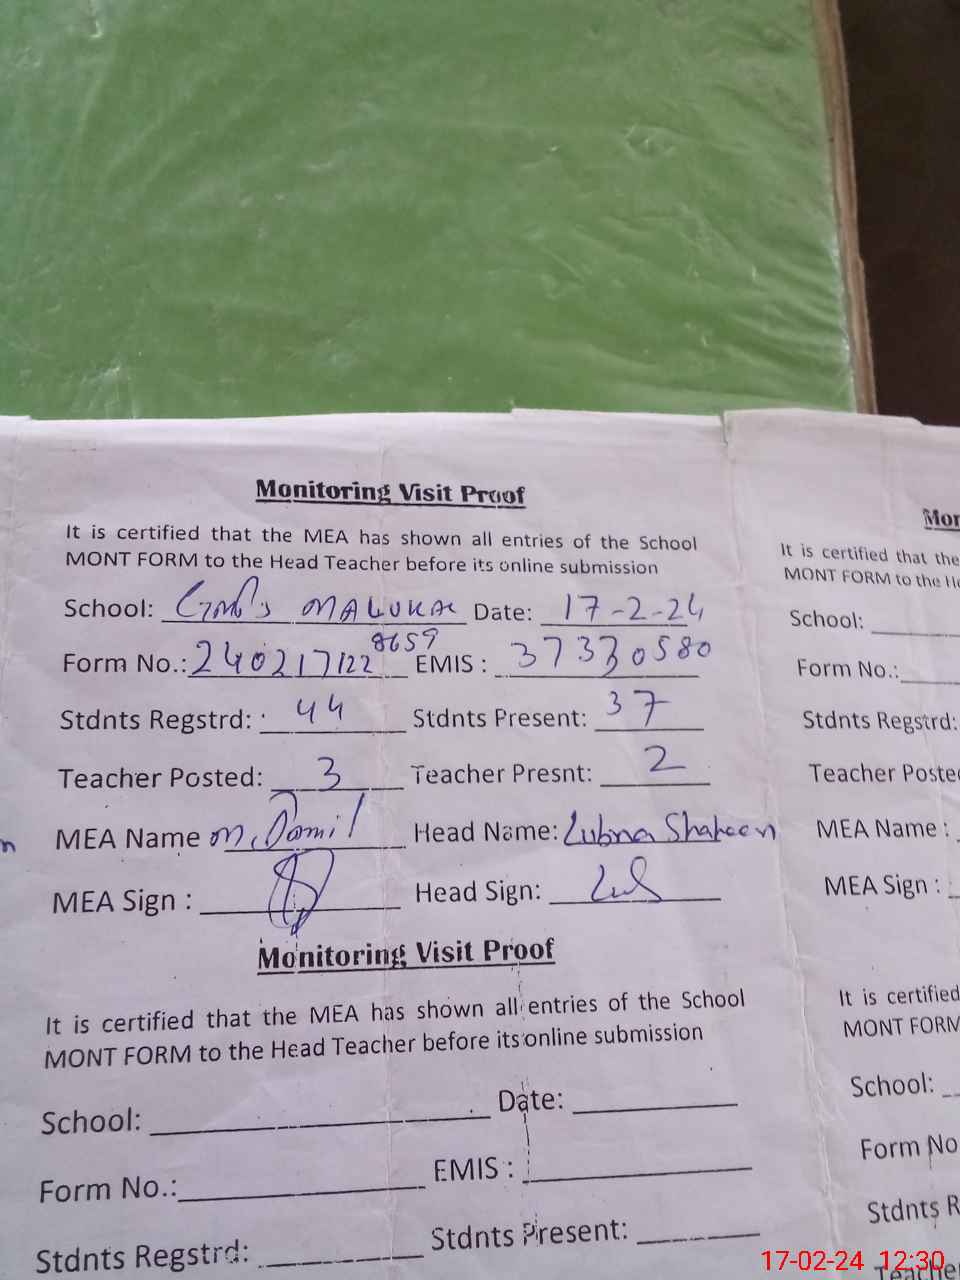 Monitoring Visit Proof
It is certified that the MEA has shown all entries of the School
MONT FORM to the Head Teacher before its online submission
School: MALUKAL Date: 17-2-24
Form No.: 240217122 8659 EMIS : 37330580
Stdnts Regstrd: 44 Stdnts Present: 37
Teacher Posted: 3 Teacher Presnt: 2
MEA Name M. Jamil Head Name: Lubna Shaheen
MEA Sign : Head Sign:
Monitoring Visit Proof
It is certified that the MEA has shown all entries of the School
MONT FORM to the Head Teacher before its online submission
School: Date:
Form No.: EMIS :
Stdnts Regstrd: Stdnts Present:
n
Mon
It is certified that the
MONT FORM to the He
School:
Form No.:
Stdnts Regstrd:
Teacher Posted
MEA Name :
MEA Sign :
It is certified
MONT FORM
School:
Form No
Stdnts R
Teacher
17-02-24 12:30